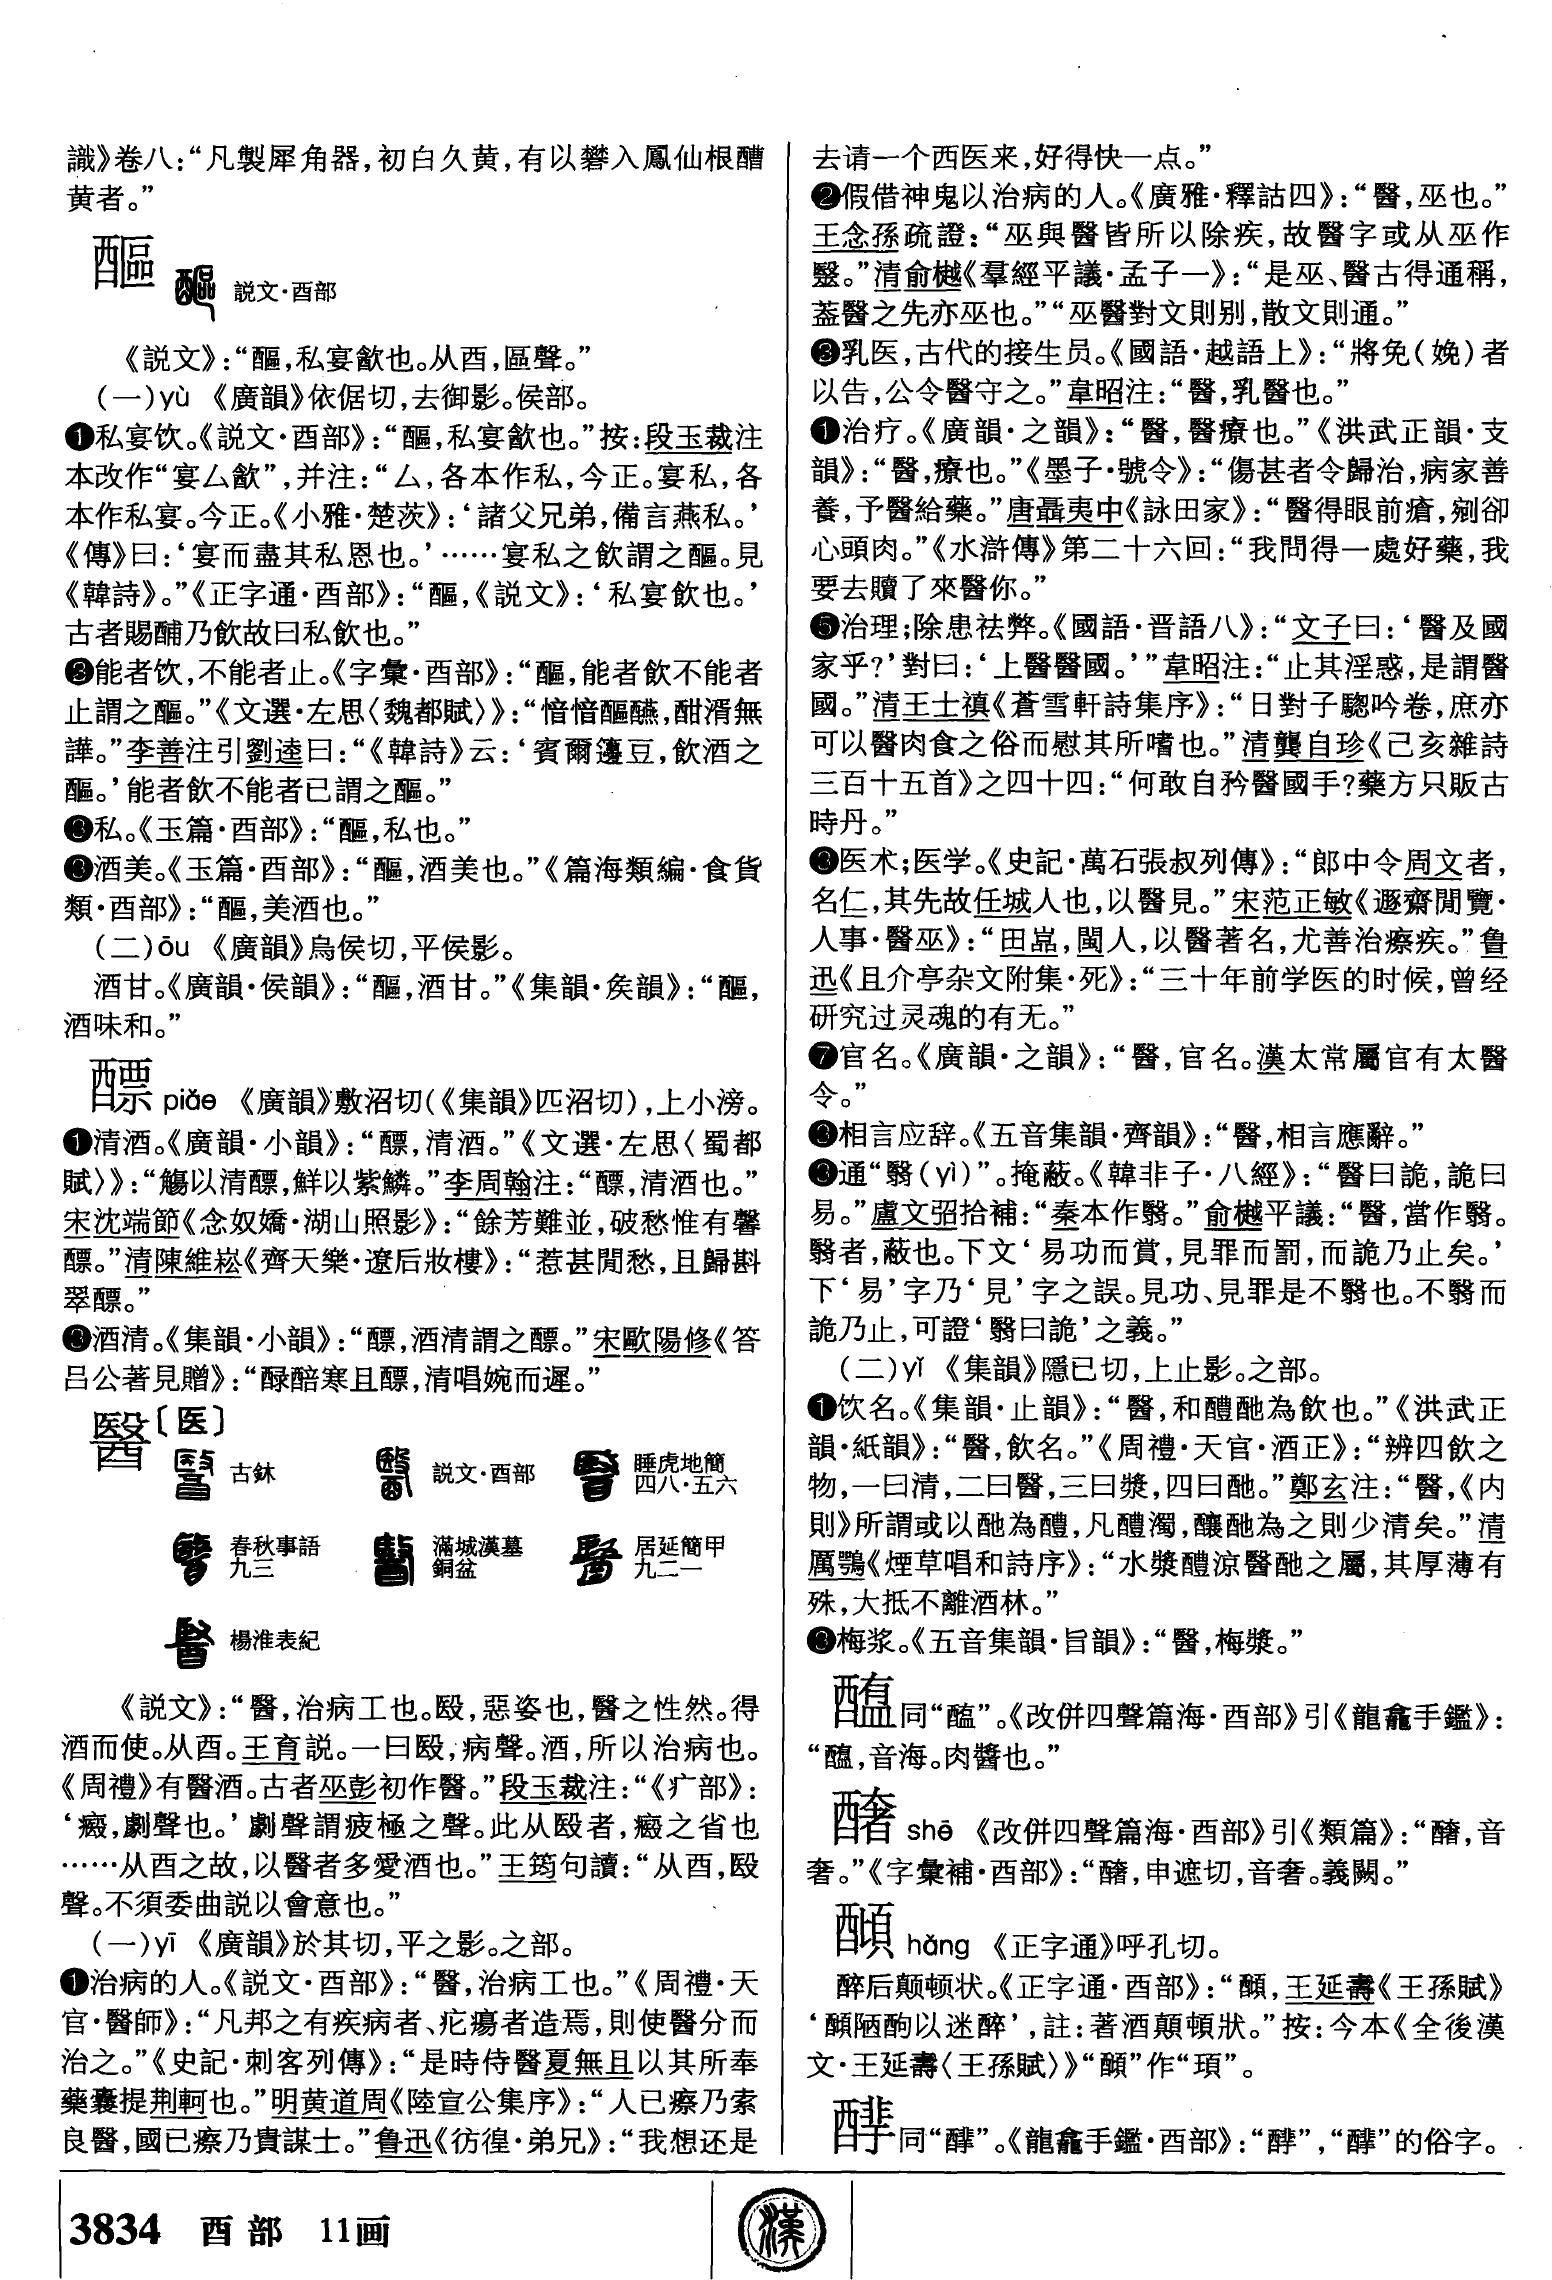 識》卷八：“凡製犀角器，初白久黄，有以礬入鳳仙根醩
黄者。”
醧
説文·酉部
《説文》：“醧，私宴㱃也。从酉，區聲。”
（一）yù 《廣韻》依倨切，去御影。侯部。
❶私宴饮。《説文·酉部》：“醧，私宴㱃也。”按：段玉裁注
本改作“宴厶㱃”，并注：“厶，各本作私，今正。宴私，各
本作私宴。今正。《小雅·楚茨》：‘諸父兄弟，備言燕私。’
《傳》曰：‘宴而盡其私恩也。’……宴私之飲謂之醧。見
《韓詩》。”《正字通·酉部》：“醧，《説文》：‘私宴飲也。’
古者賜酺乃飲故曰私飲也。”
❷能者饮，不能者止。《字彙·酉部》：“醧，能者飲不能者
止謂之醧。”《文選·左思〈魏都賦〉》：“愔愔醧醼，酣湑無
譁。”李善注引劉逵曰：“《韓詩》云：‘賓爾籩豆，飲酒之
醧。’能者飲不能者已謂之醧。”
❸私。《玉篇·酉部》：“醧，私也。”
❹酒美。《玉篇·酉部》：“醧，酒美也。”《篇海類編·食貨
類·酉部》：“醧，美酒也。”
（二）ōu 《廣韻》烏侯切，平侯影。
酒甘。《廣韻·侯韻》：“醧，酒甘。”《集韻·矦韻》：“醧，
酒味和。”
醥 piǎo 《廣韻》敷沼切（《集韻》匹沼切），上小滂。
❶清酒。《廣韻·小韻》：“醥，清酒。”《文選·左思〈蜀都
賦〉》：“觴以清醥，鮮以紫鱗。”李周翰注：“醥，清酒也。”
宋沈端節《念奴嬌·湖山照影》：“餘芳難並，破愁惟有馨
醥。”清陳維崧《齊天樂·遼后妝樓》：“惹甚閒愁，且歸斟
翠醥。”
❷酒清。《集韻·小韻》：“醥，酒清謂之醥。”宋歐陽修《答
吕公著見贈》：“醁醅寒且醥，清唱婉而遲。”
醫〔医〕
古鉥 説文·酉部 睡虎地簡四八·五六
春秋事語九三 滿城漢墓銅盆 居延簡甲九二一
楊淮表紀
《説文》：“醫，治病工也。殹，惡姿也，醫之性然。得
酒而使。从酉。王育説。一曰殹，病聲。酒，所以治病也。
《周禮》有醫酒。古者巫彭初作醫。”段玉裁注：“《疒部》：
‘癹，劇聲也。’劇聲謂疲極之聲。此从殹者，瘱之省也
……从酉之故，以醫者多愛酒也。”王筠句讀：“从酉，殹
聲。不須委曲説以會意也。”
（一）yī 《廣韻》於其切，平之影。之部。
❶治病的人。《説文·酉部》：“醫，治病工也。”《周禮·天
官·醫師》：“凡邦之有疾病者、疕瘍者造焉，則使醫分而
治之。”《史記·刺客列傳》：“是時侍醫夏無且以其所奉
藥囊提荆軻也。”明黄道周《陸宣公集序》：“人已瘵乃索
良醫，國已瘵乃貴謀士。”鲁迅《彷徨·弟兄》：“我想还是
去请一个西医来，好得快一点。”
❷假借神鬼以治病的人。《廣雅·釋詁四》：“醫，巫也。”
王念孫疏證：“巫與醫皆所以除疾，故醫字或从巫作
毉。”清俞樾《羣經平議·孟子一》：“是巫、醫古得通稱，
葢醫之先亦巫也。”“巫醫對文則别，散文則通。”
❸乳医，古代的接生员。《國語·越語上》：“將免（娩）者
以告，公令醫守之。”韋昭注：“醫，乳醫也。”
❹治疗。《廣韻·之韻》：“醫，醫療也。”《洪武正韻·支
韻》：“醫，療也。”《墨子·號令》：“傷甚者令歸治，病家善
養，予醫給藥。”唐聶夷中《詠田家》：“醫得眼前瘡，剜卻
心頭肉。”《水滸傳》第二十六回：“我問得一處好藥，我
要去贖了來醫你。”
❺治理；除患祛弊。《國語·晋語八》：“文子曰：‘醫及國
家乎？’對曰：‘上醫醫國。’”韋昭注：“止其淫惑，是謂醫
國。”清王士禛《蒼雪軒詩集序》：“日對子驄吟卷，庶亦
可以醫肉食之俗而慰其所嗜也。”清龔自珍《己亥雜詩
三百十五首》之四十四：“何敢自矜醫國手？藥方只販古
時丹。”
❻医术；医学。《史記·萬石張叔列傳》：“郎中令周文者，
名仁，其先故任城人也，以醫見。”宋范正敏《遯齋閒覽·
人事·醫巫》：“田嵓，閩人，以醫著名，尤善治瘵疾。”鲁
迅《且介亭杂文附集·死》：“三十年前学医的时候，曾经
研究过灵魂的有无。”
❼官名。《廣韻·之韻》：“醫，官名。漢太常屬官有太醫
令。”
❽相言应辞。《五音集韻·齊韻》：“醫，相言應辭。”
❾通“翳（yì）”。掩蔽。《韓非子·八經》：“醫曰詭，詭曰
易。”盧文弨拾補：“秦本作翳。”俞樾平議：“醫，當作翳。
翳者，蔽也。下文‘易功而賞，見罪而罰，而詭乃止矣。’
下‘易’字乃‘見’字之誤。見功、見罪是不翳也。不翳而
詭乃止，可證‘翳曰詭’之義。”
（二）yǐ 《集韻》隱已切，上止影。之部。
❶饮名。《集韻·止韻》：“醫，和醴酏為飲也。”《洪武正
韻·紙韻》：“醫，飲名。”《周禮·天官·酒正》：“辨四飲之
物，一曰清，二曰醫，三曰漿，四曰酏。”鄭玄注：“醫，《内
則》所謂或以酏為醴，凡醴濁，釀酏為之則少清矣。”清
厲鶚《煙草唱和詩序》：“水漿醴涼醫酏之屬，其厚薄有
殊，大抵不離酒林。”
❷梅浆。《五音集韻·旨韻》：“醫，梅漿。”
同“醢”。《改併四聲篇海·酉部》引《龍龕手鑑》：
“音海。肉醬也。”
shē 《改併四聲篇海·酉部》引《類篇》：“音
奢。”《字彙補·酉部》：“申遮切，音奢。義闕。”
hǎng 《正字通》呼孔切。
醉后颠顿状。《正字通·酉部》：“王延壽《王孫賦》
‘陋酌以迷醉’，註：著酒顛頓狀。”按：今本《全後漢
文·王延壽〈王孫賦〉》作“頊”。
同《龍龕手鑑·酉部》：的俗字。
3834 酉部 11画
漢